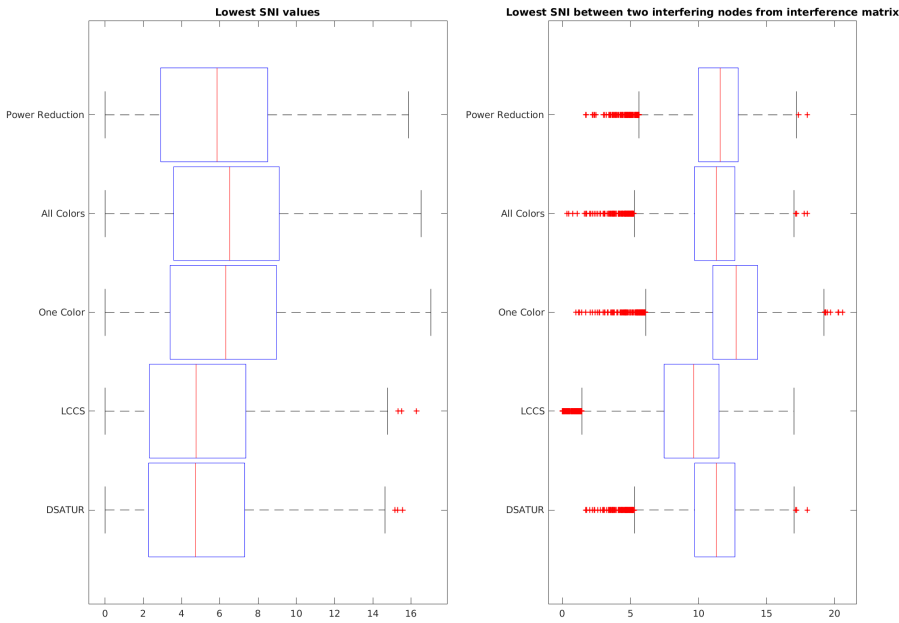 Lowest SNI values
Power Reduction
All Colors
One Color
LCCS
DSATUR
0 2 4 6 8 10 12 14 16
Lowest SNI between two interfering nodes from interference matrix
Power Reduction
All Colors
One Color
LCCS
DSATUR
0 5 10 15 20